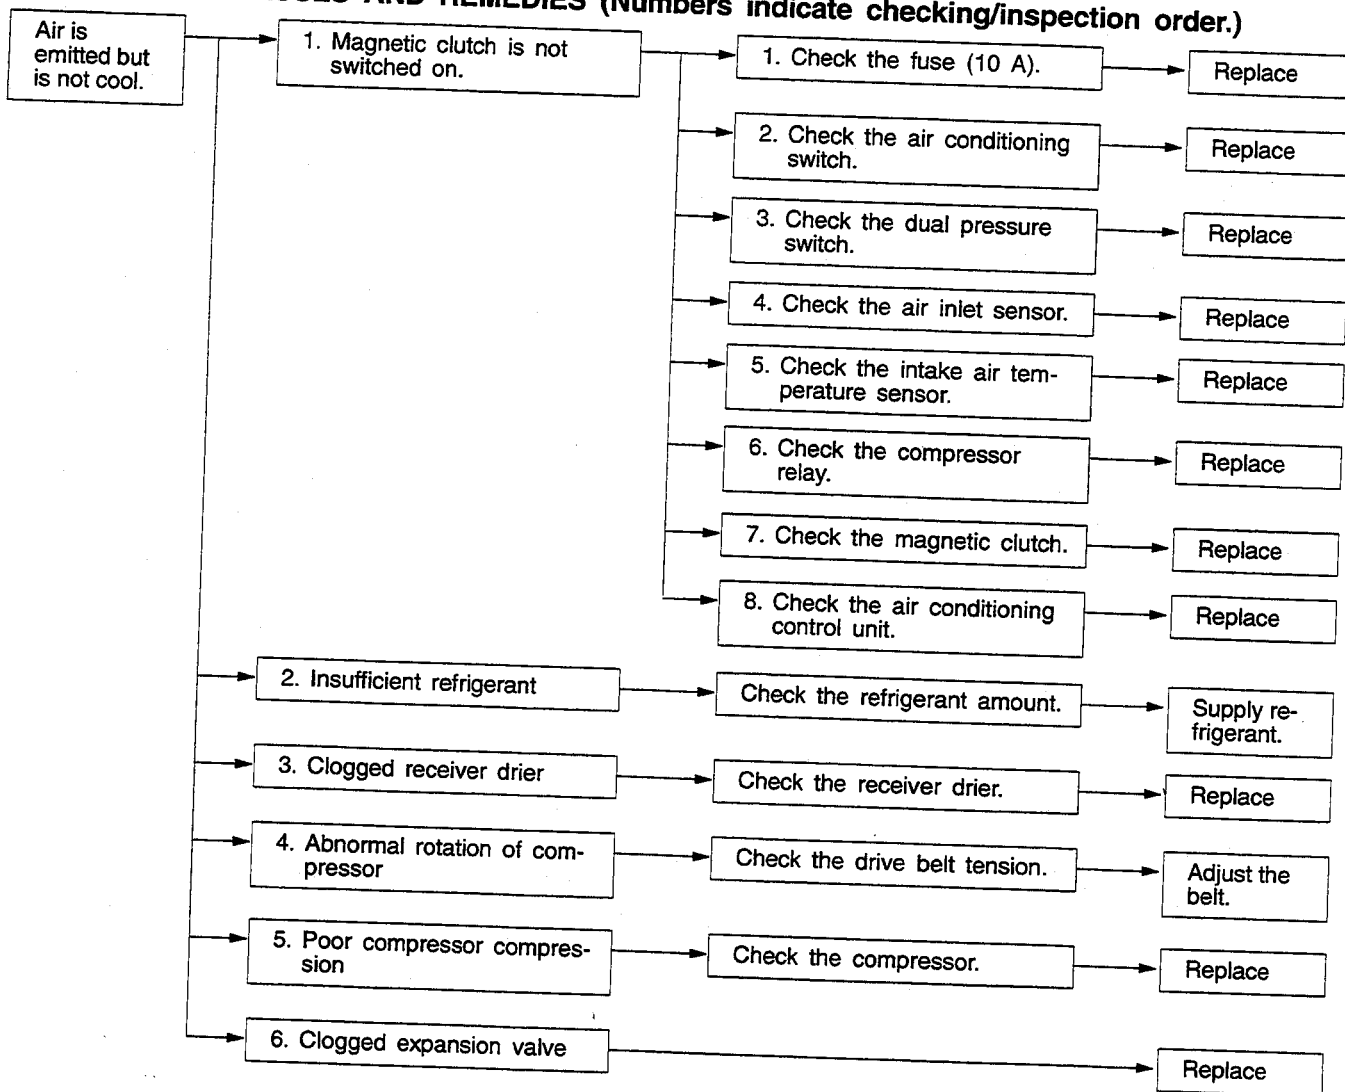 AND REMEDIES (Numbers indicate checking/inspection order.)
Air is
emitted but
is not cool.
1. Magnetic clutch is not
switched on.
1. Check the fuse (10 A).
Replace
2. Check the air conditioning
switch.
Replace
3. Check the dual pressure
switch.
Replace
4. Check the air inlet sensor.
Replace
5. Check the intake air tem-
perature sensor.
Replace
6. Check the compressor
relay.
Replace
7. Check the magnetic clutch.
Replace
8. Check the air conditioning
control unit.
Replace
2. Insufficient refrigerant
Check the refrigerant amount.
Supply re-
frigerant.
3. Clogged receiver drier
Check the receiver drier.
Replace
4. Abnormal rotation of com-
pressor
Check the drive belt tension.
Adjust the
belt.
5. Poor compressor compres-
sion
Check the compressor.
Replace
6. Clogged expansion valve
Replace